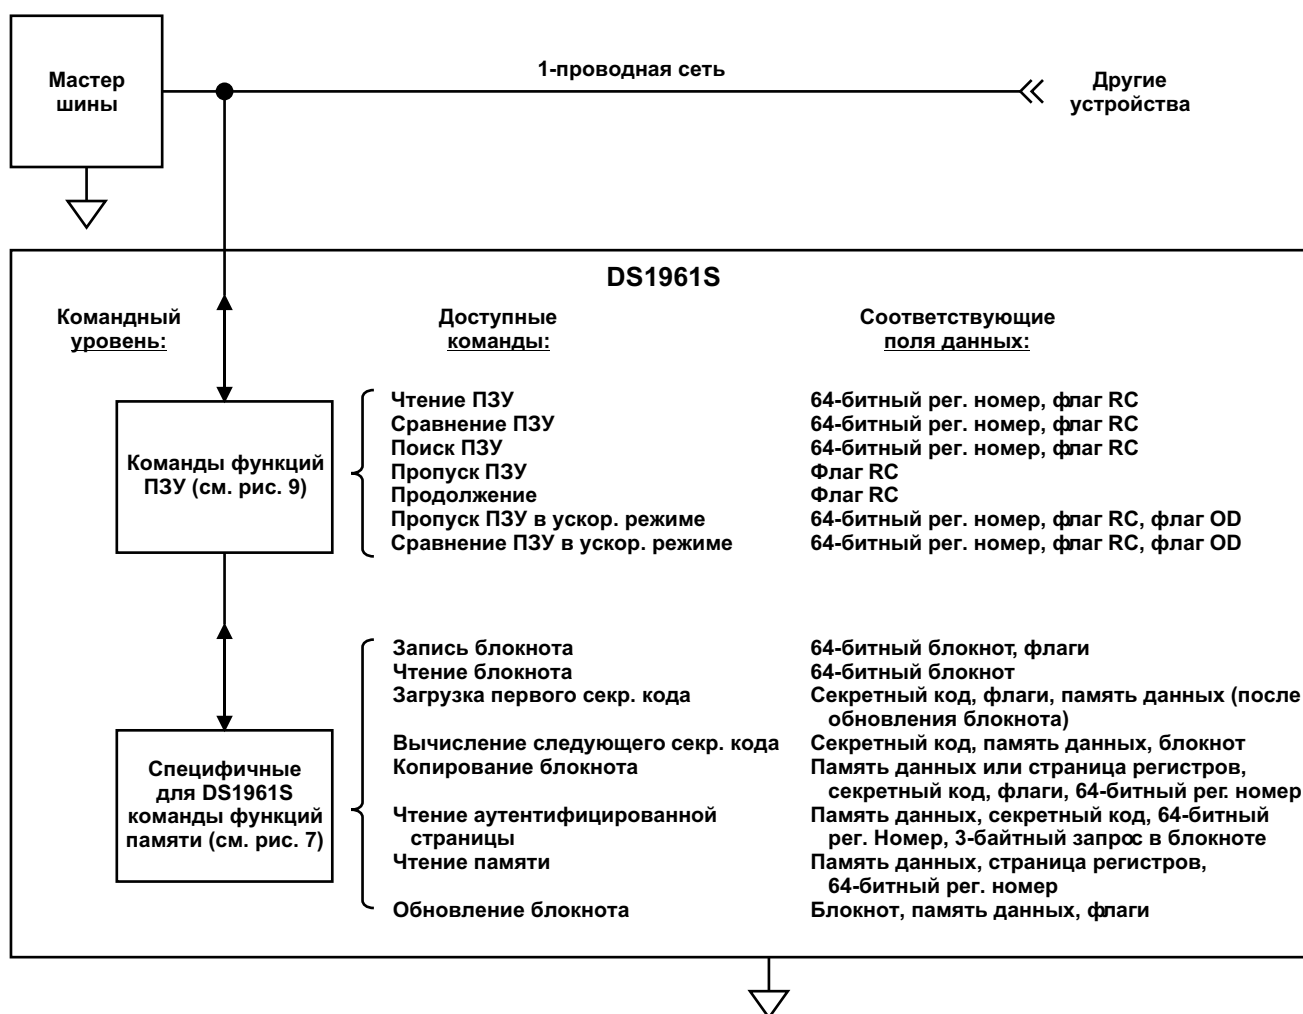 Мастер
шины
1-проводная сеть
Другие
устройства
DS1961S
Командный
уровень:
Доступные
команды:
Соответствующие
поля данных:
Команды функций
ПЗУ (см. рис. 9)
Чтение ПЗУ
64-битный рег. номер, флаг RC
Сравнение ПЗУ
64-битный рег. номер, флаг RC
Поиск ПЗУ
64-битный рег. номер, флаг RC
Пропуск ПЗУ
Флаг RC
Продолжение
Флаг RC
Пропуск ПЗУ в ускор. режиме
64-битный рег. номер, флаг RC, флаг OD
Сравнение ПЗУ в ускор. режиме
64-битный рег. номер, флаг RC, флаг OD
Специфичные
для DS1961S
команды функций
памяти (см. рис. 7)
Запись блокнота
64-битный блокнот, флаги
Чтение блокнота
64-битный блокнот
Загрузка первого секр. кода
Секретный код, флаги, память данных (после
обновления блокнота)
Вычисление следующего секр. кода
Секретный код, память данных, блокнот
Копирование блокнота
Память данных или страница регистров,
секретный код, флаги, 64-битный рег. номер
Чтение аутентифицированной
страницы
Память данных, секретный код, 64-битный
рег. Номер, 3-байтный запрос в блокноте
Чтение памяти
Память данных, страница регистров,
64-битный рег. номер
Обновление блокнота
Блокнот, память данных, флаги